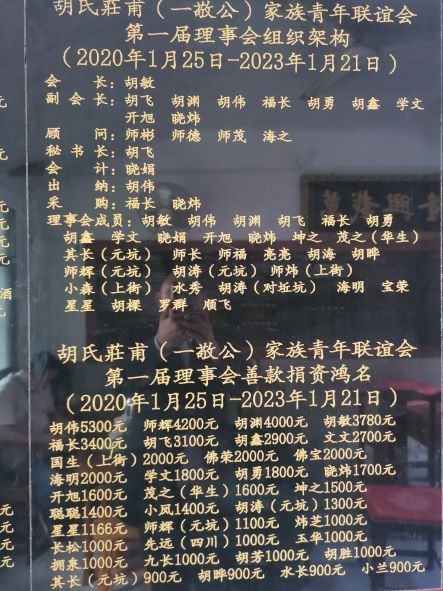 胡氏莊甫（一敬公）家族青年联谊会
第一届理事会组织架构
（2020年1月25日-2023年1月21日）
会 长：胡敏
副 会 长：胡飞 胡渊 胡伟 福长 胡勇 胡鑫 学文
开旭 晓炜
顾 问：师彬 师德 师茂 海之
秘 书 长：胡飞
会 计：晓娟
出 纳：胡伟
采 购：福长 晓炜
理事会成员：胡敏 胡伟 胡渊 胡飞 福长 胡勇
胡鑫 学文 晓娟 开旭 晓炜 坤之 茂之（华生）
其长（元坑） 师长 师福 亮亮 胡海 胡晔
师辉（元坑） 胡涛（元坑） 师炜（上街）
小森（上街） 水秀 胡涛（对近坑） 海明 宝荣
星星 胡樑 罗群 顺飞
胡氏莊甫（一敬公）家族青年联谊会
第一届理事会善款捐资鸿名
（2020年1月25日-2023年1月21日）
胡伟5300元 师辉4200元 胡渊4000元 胡敏3780元
福长3400元 胡飞3100元 胡鑫2900元 文文2700元
国生（上街）2000元 佛荣2000元 佛宝2000元
海明2000元 学文1800元 胡勇1800元 晓炜1700元
开旭1600元 茂之（华生）1600元 坤之1500元
聪聪1400元 小凤1400元 胡涛（元坑）1300元
星星1166元 师辉（元坑）1100元 炜芝1000元
长松1000元 先远（四川）1000元 玉华1000元
拥泉1000元 九长1000元 胡芳1000元 胡胜1000元
其长（元坑）900元 胡晔900元 水长900元 小兰900元
元
元
元
元
元
酒
元
元
元